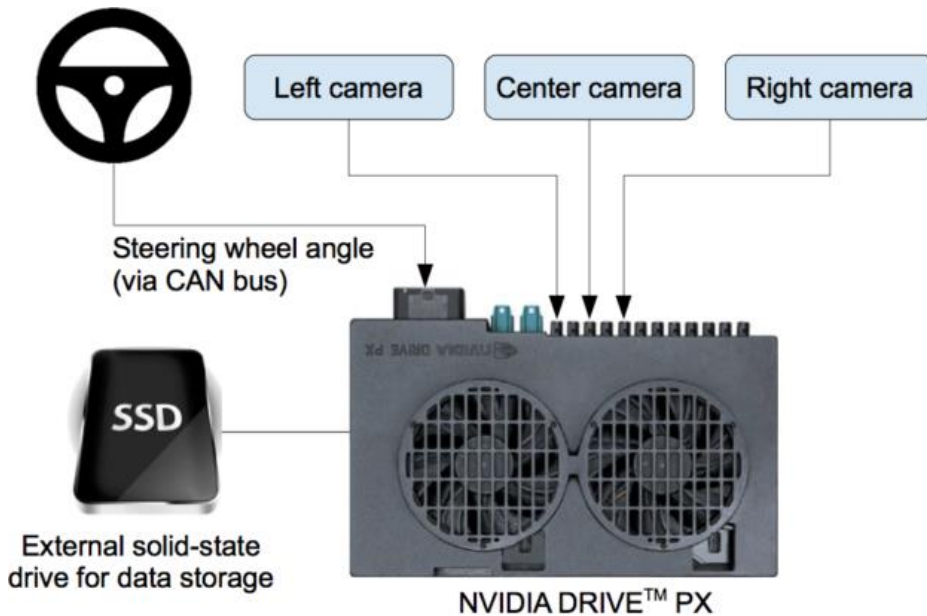 Left camera
Center camera
Right camera
Steering wheel angle
(via CAN bus)
NVIDIA DRIVE PX
SSD
External solid-state
drive for data storage
NVIDIA DRIVE™ PX